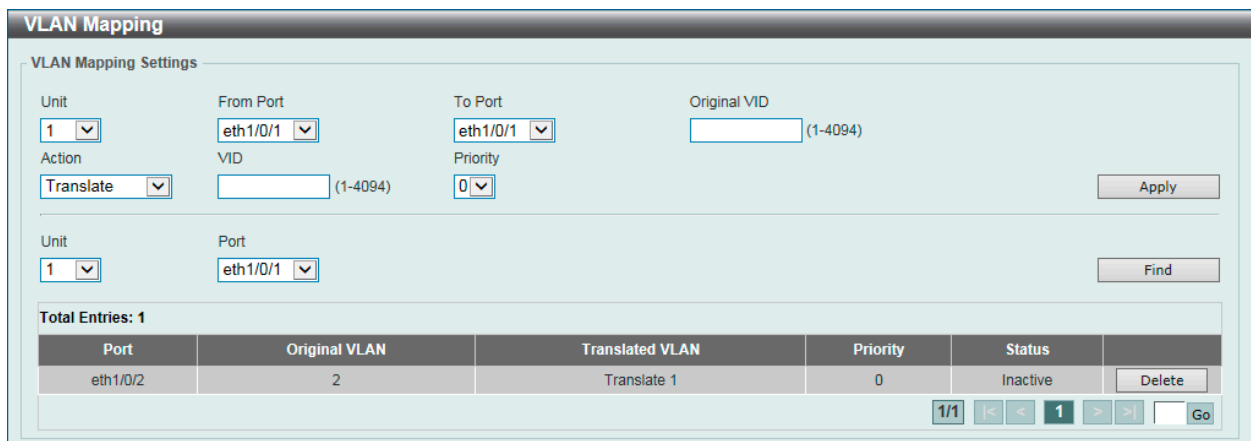 VLAN Mapping
VLAN Mapping Settings
Unit From Port To Port Original VID
1 eth1/0/1 eth1/0/1 (1-4094)
Action VID Priority
Translate (1-4094) 0 Apply
Unit Port
1 eth1/0/1 Find
Total Entries: 1
Port Original VLAN Translated VLAN Priority Status
eth1/0/2 2 Translate 1 0 Inactive Delete
1/1 |< < 1 > >| Go